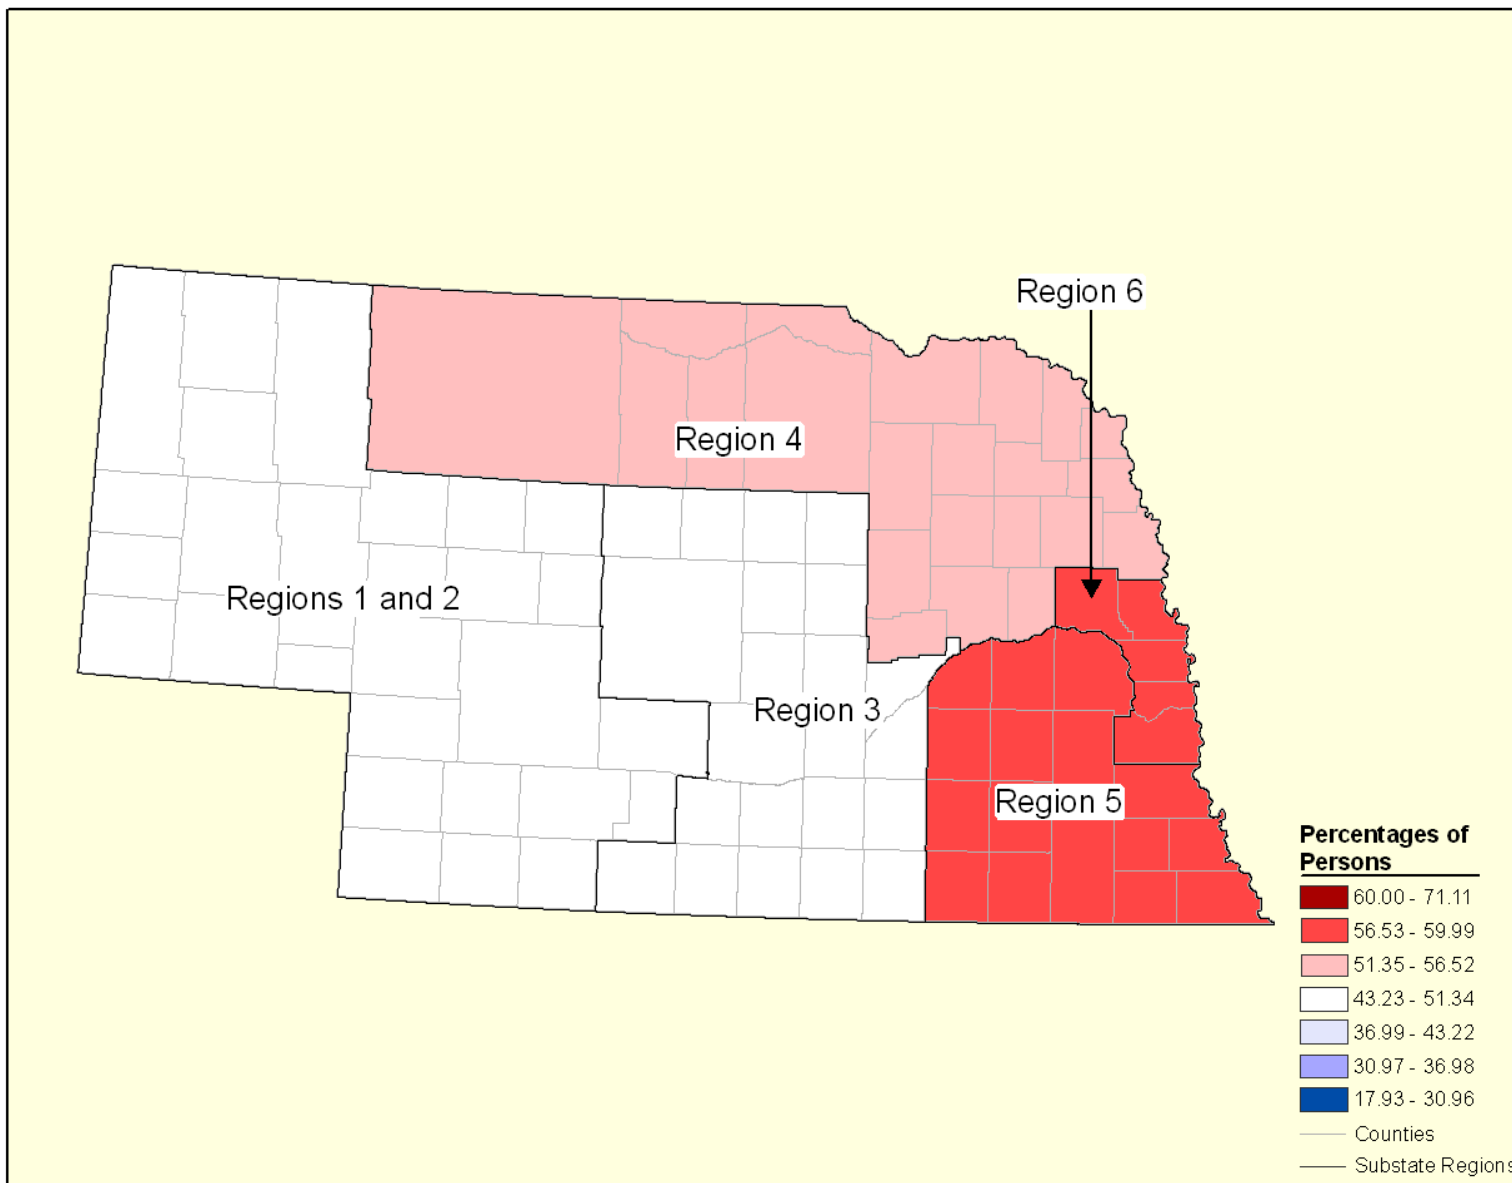 Region 6
Region 4
Regions 1 and 2
Region 3
Region 5
Percentages of
Persons
60.00 - 71.11
56.53 - 59.99
51.35 - 56.52
43.23 - 51.34
36.99 - 43.22
30.97 - 36.98
17.93 - 30.96
Counties
Substate Regions